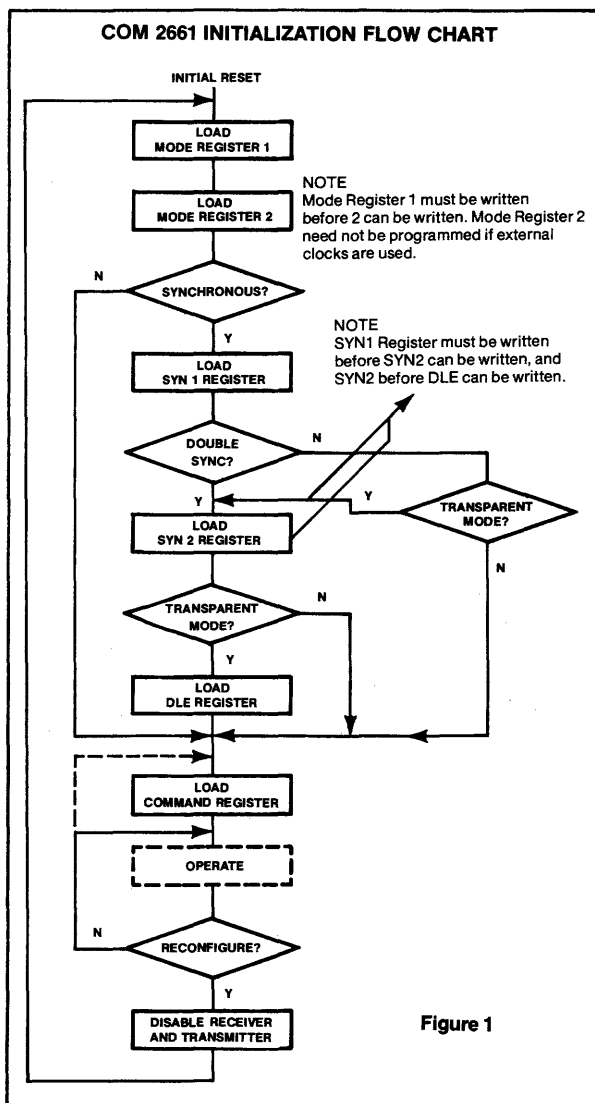 COM 2661 INITIALIZATION FLOW CHART
INITIAL RESET
LOAD
MODE REGISTER 1
LOAD
MODE REGISTER 2
NOTE
Mode Register 1 must be written
before 2 can be written. Mode Register 2
need not be programmed if external
clocks are used.
N
SYNCHRONOUS?
Y
NOTE
SYN1 Register must be written
before SYN2 can be written, and
SYN2 before DLE can be written.
LOAD
SYN 1 REGISTER
DOUBLE
SYNC?
N
Y
Y
TRANSPARENT
MODE?
LOAD
SYN 2 REGISTER
N
TRANSPARENT
MODE?
N
Y
LOAD
DLE REGISTER
LOAD
COMMAND REGISTER
OPERATE
N
RECONFIGURE?
Y
DISABLE RECEIVER
AND TRANSMITTER
Figure 1